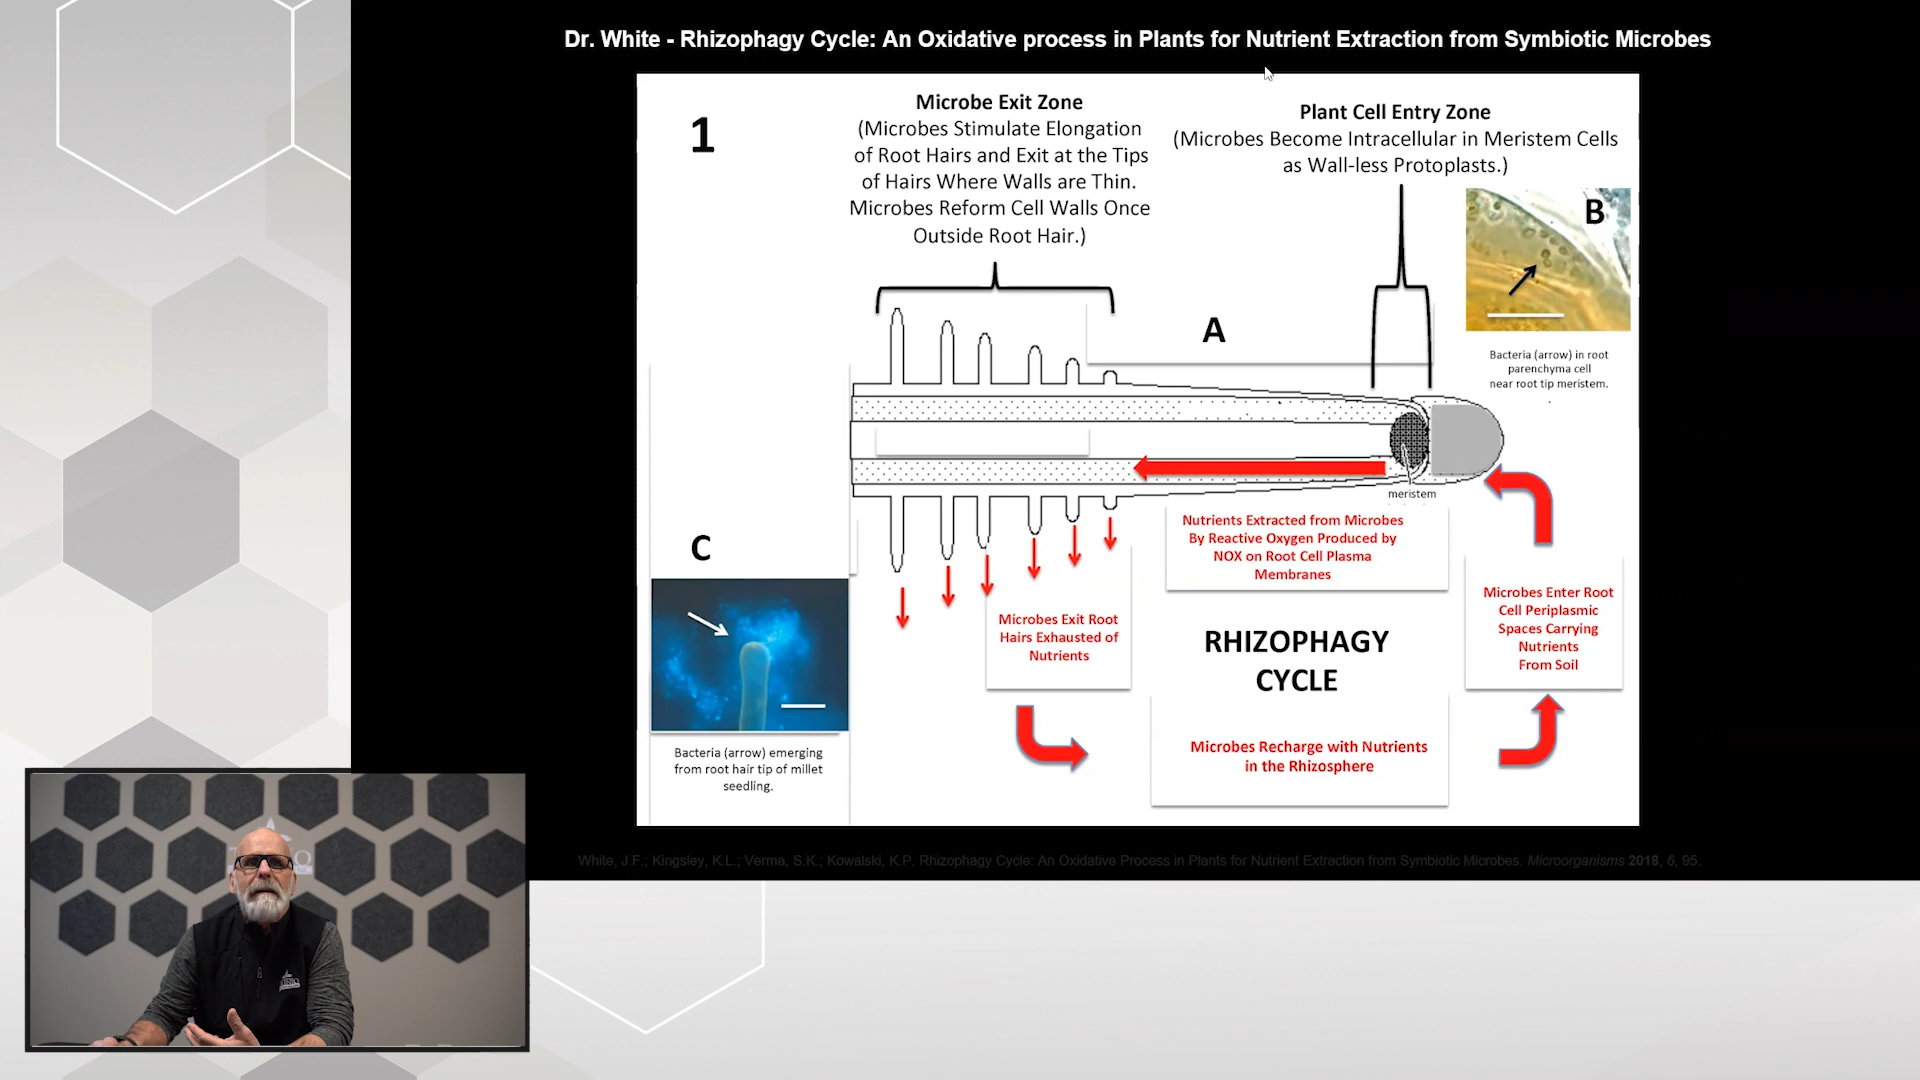 Dr. White - Rhizophagy Cycle: An Oxidative process in Plants for Nutrient Extraction from Symbiotic Microbes
1
Microbe Exit Zone
(Microbes Stimulate Elongation
of Root Hairs and Exit at the Tips
of Hairs Where Walls are Thin.
Microbes Reform Cell Walls Once
Outside Root Hair.)
Plant Cell Entry Zone
(Microbes Become Intracellular in Meristem Cells
as Wall-less Protoplasts.)
B
A
Bacteria (arrow) in root
parenchyma cell
near root tip meristem.
meristem
Nutrients Extracted from Microbes
By Reactive Oxygen Produced by
NOX on Root Cell Plasma
Membranes
C
Microbes Exit Root
Hairs Exhausted of
Nutrients
RHIZOPHAGY
CYCLE
Microbes Enter Root
Cell Periplasmic
Spaces Carrying
Nutrients
From Soil
Microbes Recharge with Nutrients
in the Rhizosphere
Bacteria (arrow) emerging
from root hair tip of millet
seedling.
White, J.F.; Kingsley, K.L.; Verma, S.K.; Kowalski, K.P. Rhizophagy Cycle: An Oxidative Process in Plants for Nutrient Extraction from Symbiotic Microbes. Microorganisms 2018, 6, 95.